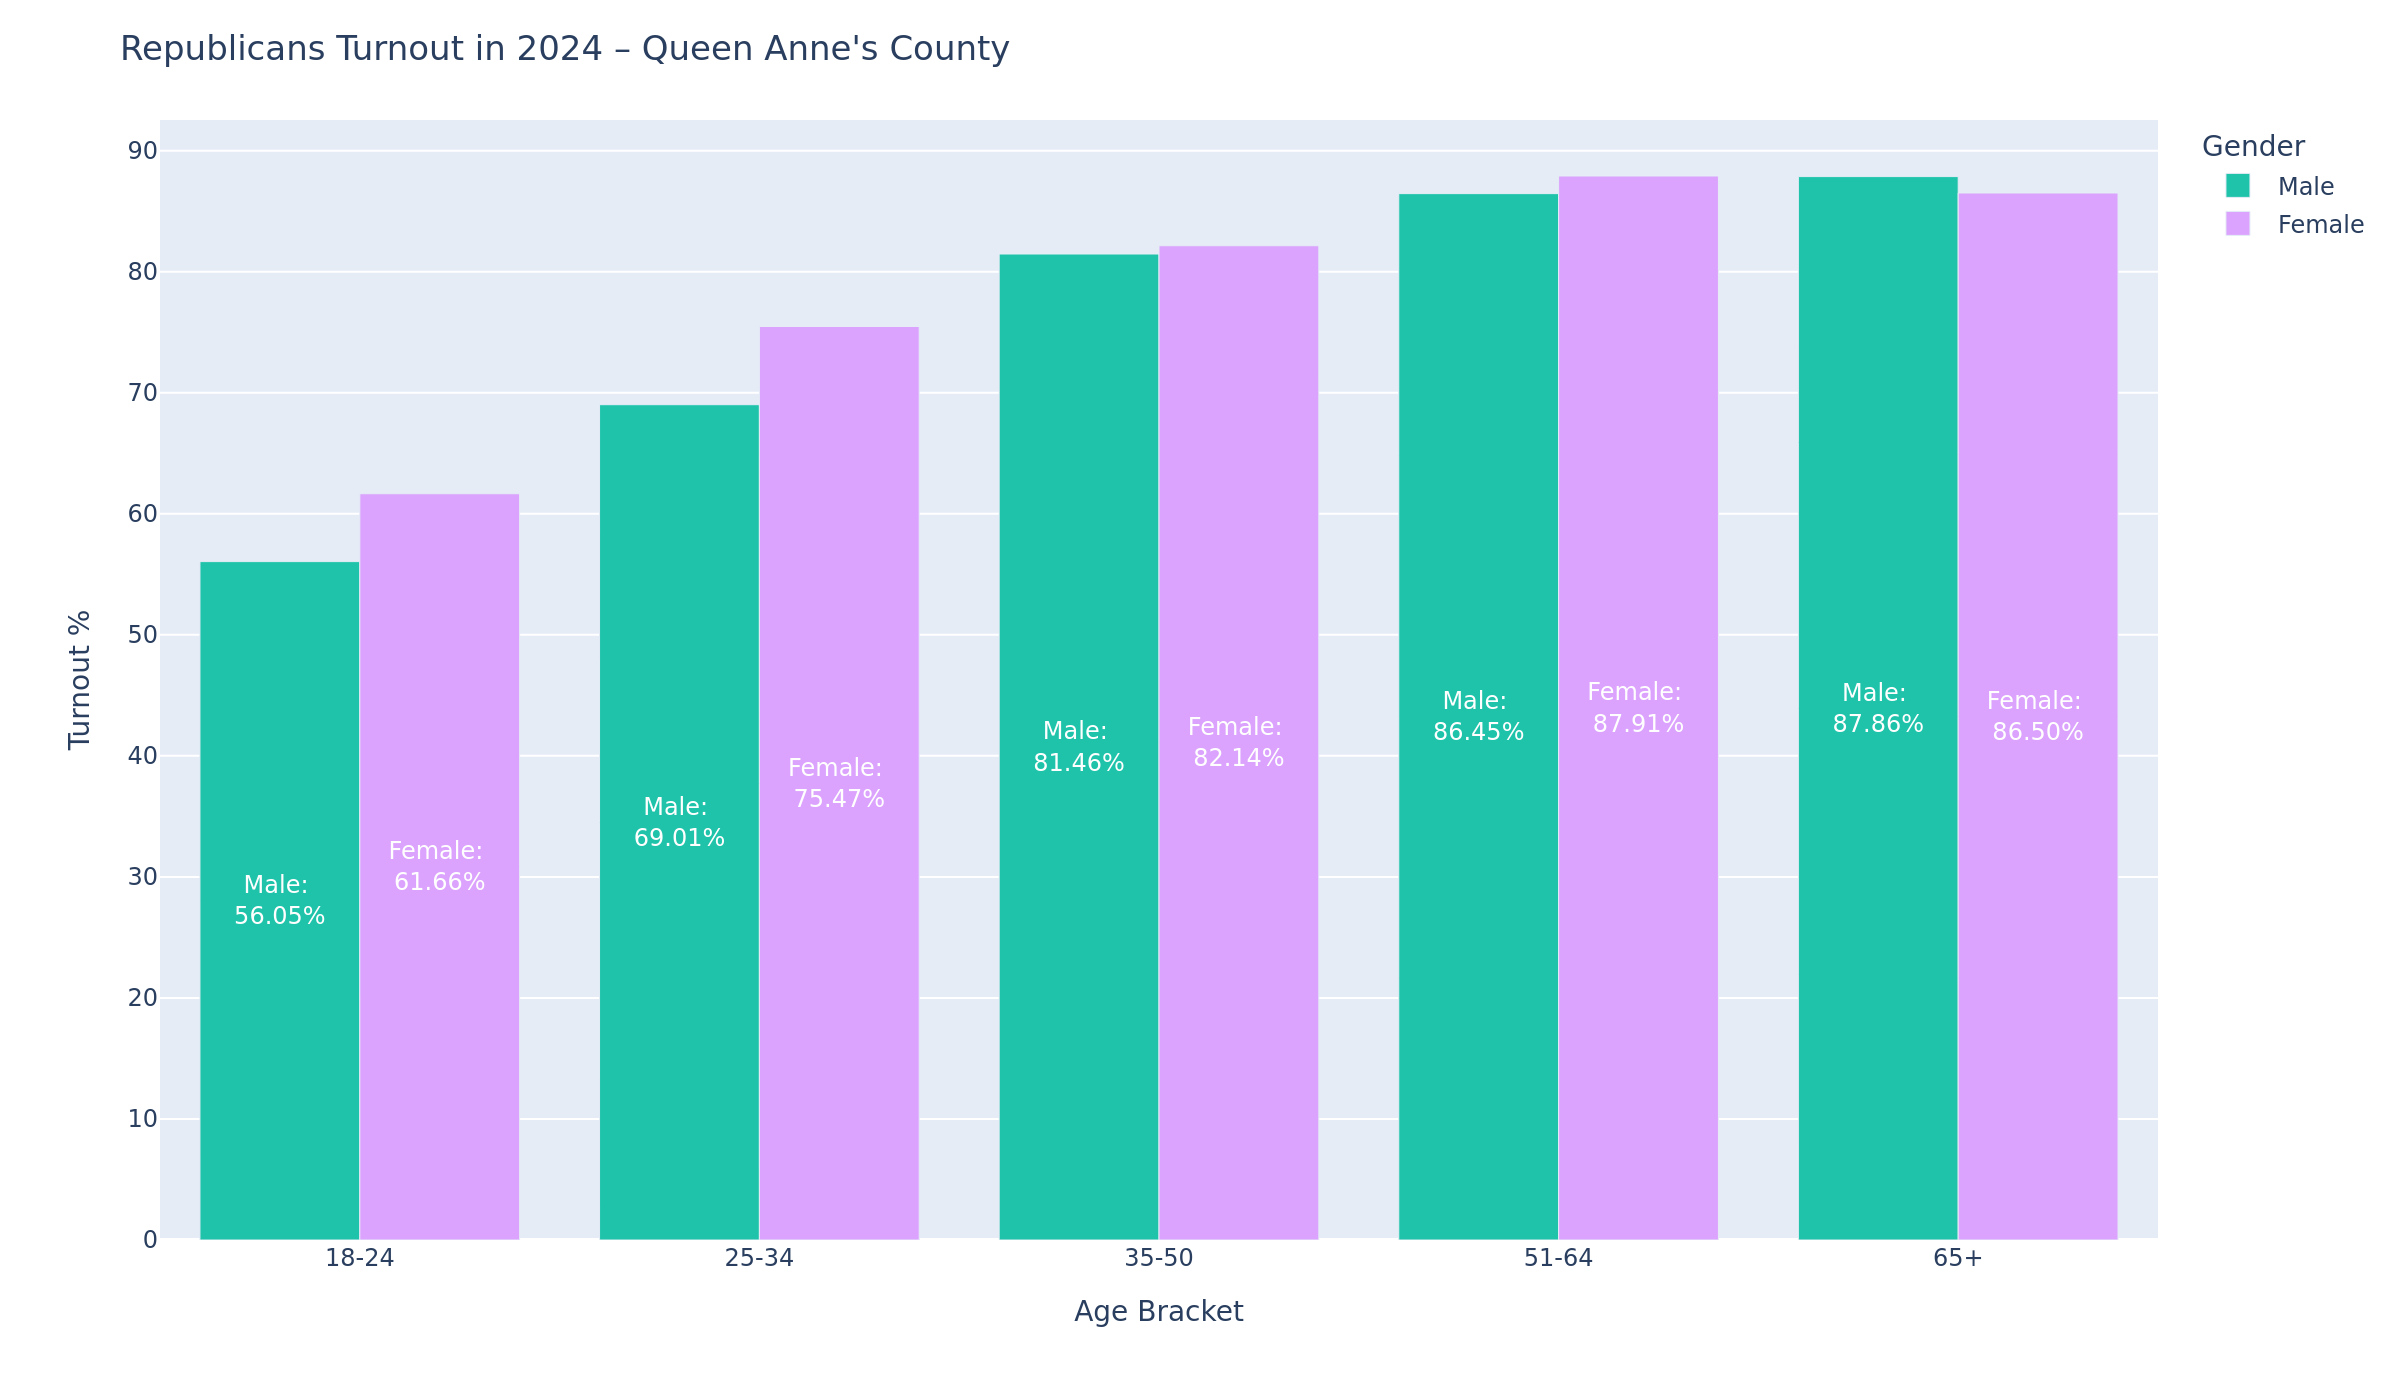 Republicans Turnout in 2024 – Queen Anne's County
Gender
Male
Female
Turnout %
90
80
70
60
50
40
30
20
10
0
Male:
56.05%
Female:
61.66%
Male:
69.01%
Female:
75.47%
Male:
81.46%
Female:
82.14%
Male:
86.45%
Female:
87.91%
Male:
87.86%
Female:
86.50%
18-24
25-34
35-50
51-64
65+
Age Bracket